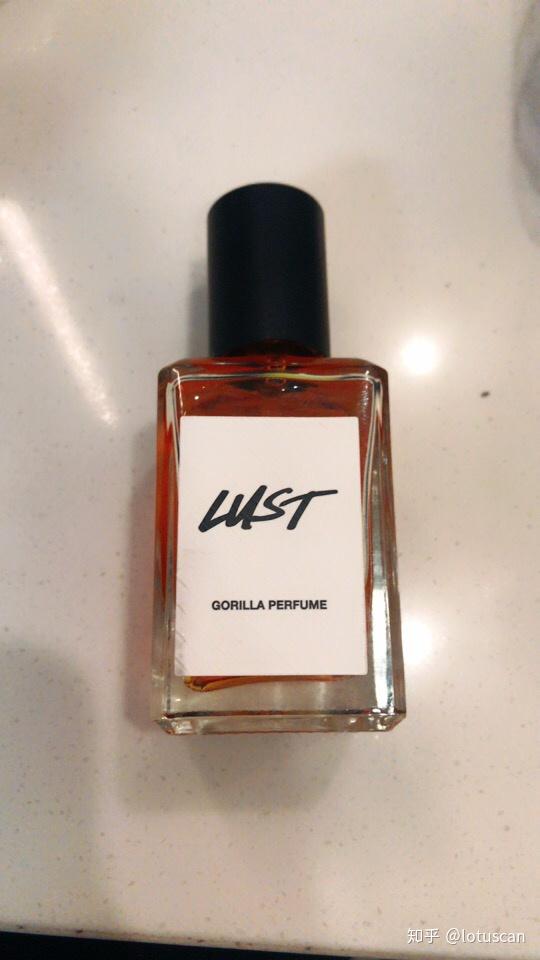 LUST
GORILLA PERFUME
知乎 @lotuscan